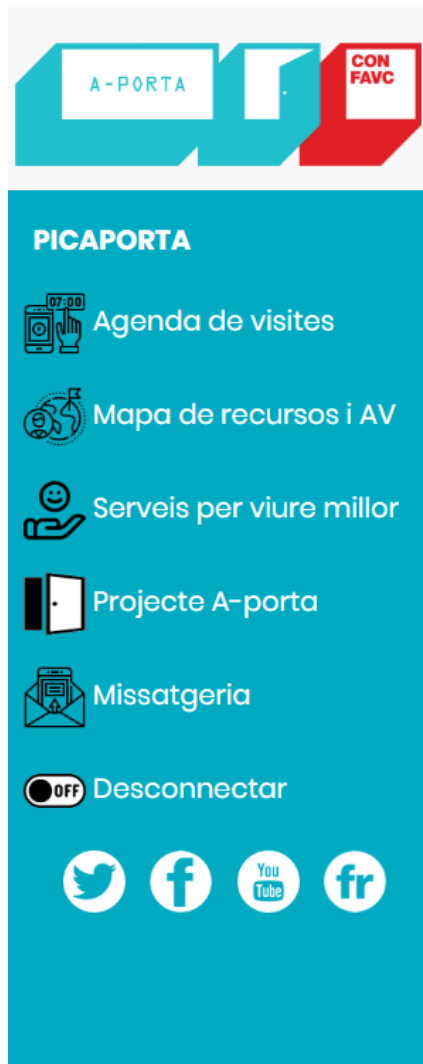 A-PORTA
CON
FAVC
PICAPORTA
07:00
Agenda de visites
Mapa de recursos i AV
Serveis per viure millor
Projecte A-porta
Missatgeria
OFF
Desconnectar
f
You
Tube
fr